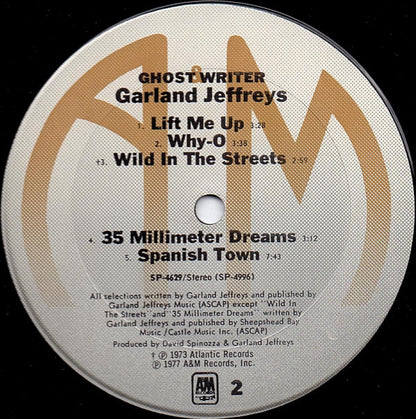 GHOST WRITER
Garland Jeffreys
1. Lift Me Up 3:28
2. Why-O 3:38
†3. Wild In The Streets 2:59
4. 35 Millimeter Dreams 3:12
5. Spanish Town 7:43
SP-4629/Stereo (SP-4996)
All selections written by Garland Jeffreys and published by
Garland Jeffreys Music (ASCAP) except "Wild In
The Streets" and "35 Millimeter Dreams" written by
Garland Jeffreys and published by Sheepshead Bay
Music /Castle Music Inc. (ASCAP)
Produced by David Spinozza & Garland Jeffreys
† ℗ 1973 Atlantic Records
℗ 1977 A&M Records, Inc.
A&M
RECORDS
2